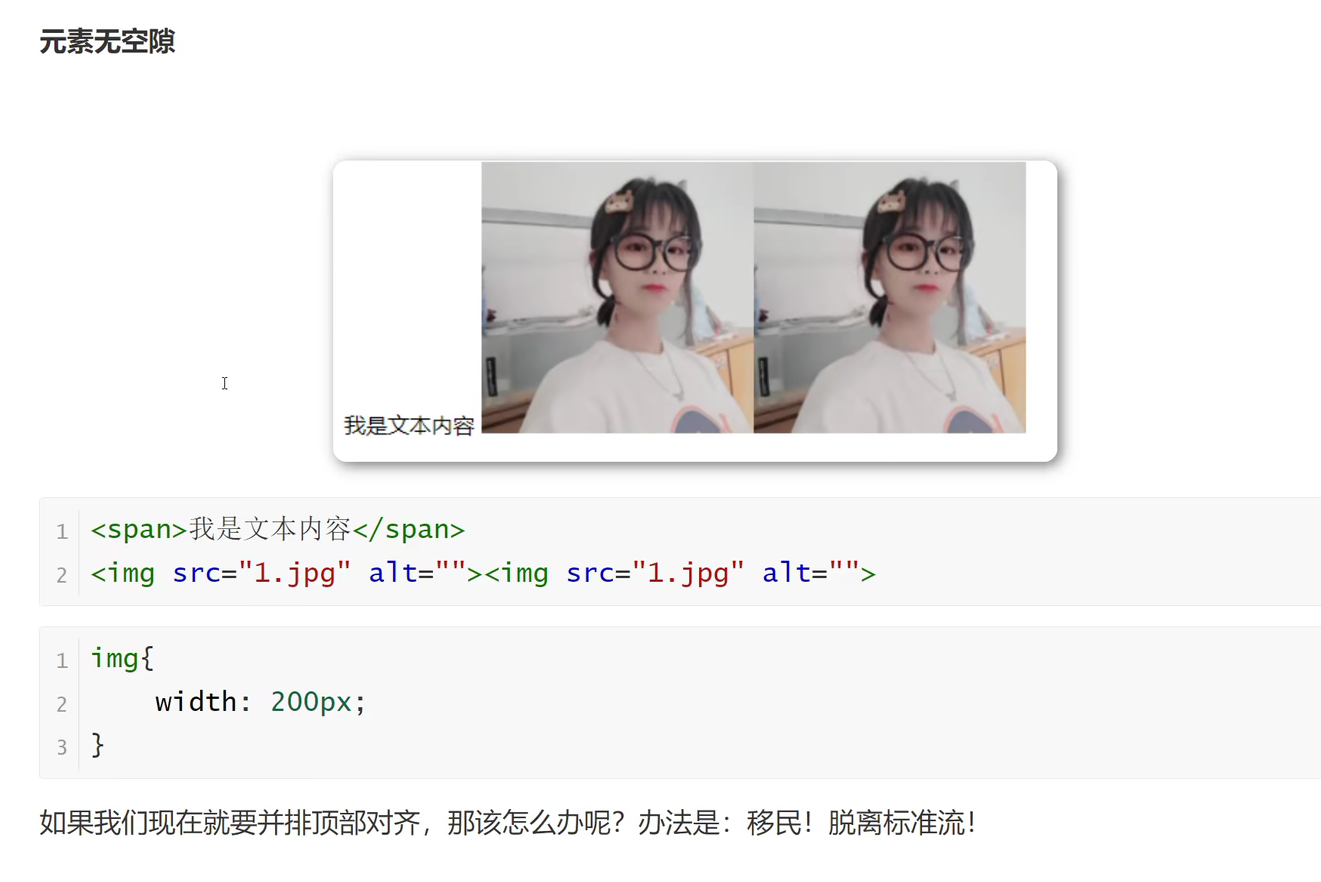 元素无空隙
我是文本内容
1 <span>我是文本内容</span>
2 <img src="1.jpg" alt=""><img src="1.jpg" alt="">
1 img{
2     width: 200px;
3 }
如果我们现在就要并排顶部对齐，那该怎么办呢？办法是：移民！脱离标准流！